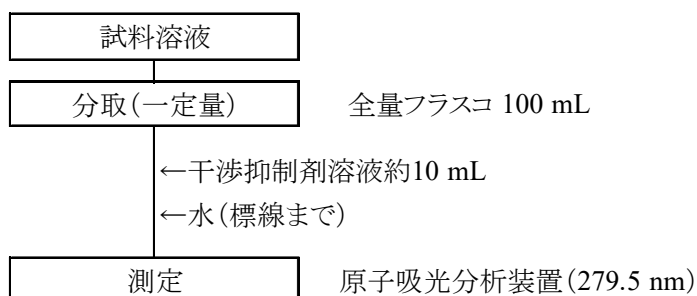 試料溶液
分取(一定量) 全量フラスコ 100 mL
←干渉抑制剤溶液約10 mL
←水(標線まで)
測定 原子吸光分析装置(279.5 nm)